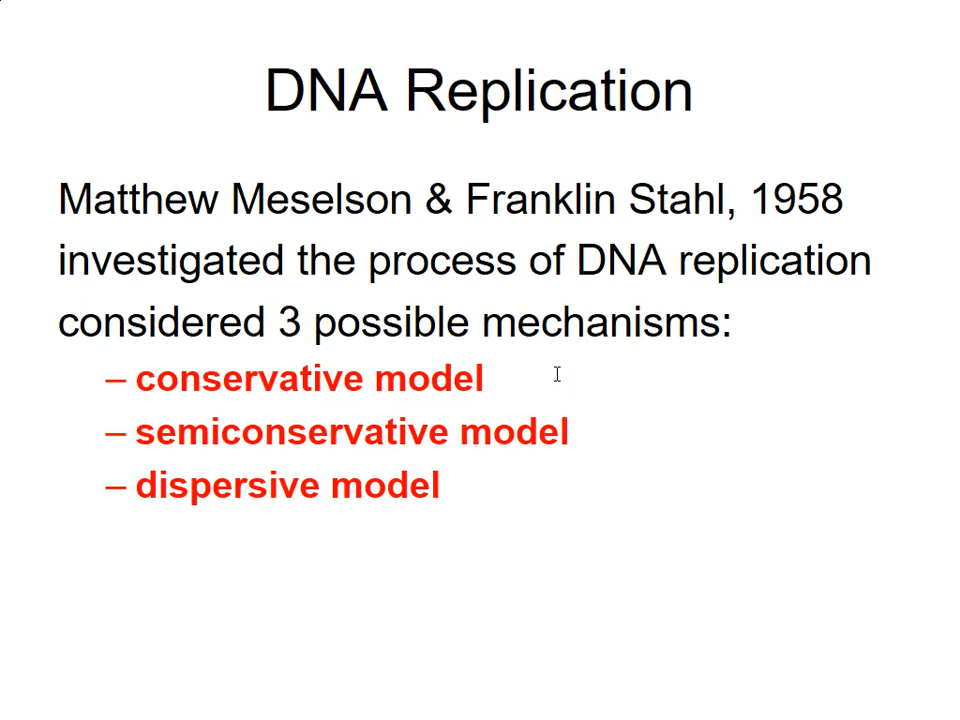 DNA Replication
Matthew Meselson & Franklin Stahl, 1958
investigated the process of DNA replication
considered 3 possible mechanisms:
– conservative model
– semiconservative model
– dispersive model